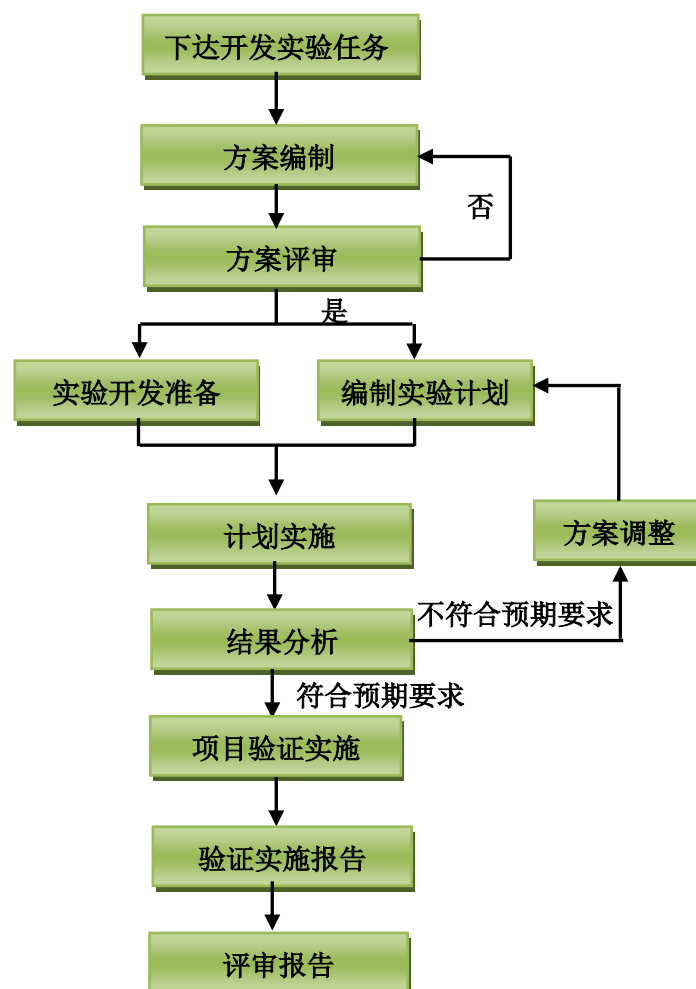 下达开发实验任务
方案编制
否
方案评审
是
实验开发准备
编制实验计划
计划实施
方案调整
不符合预期要求
结果分析
符合预期要求
项目验证实施
验证实施报告
评审报告